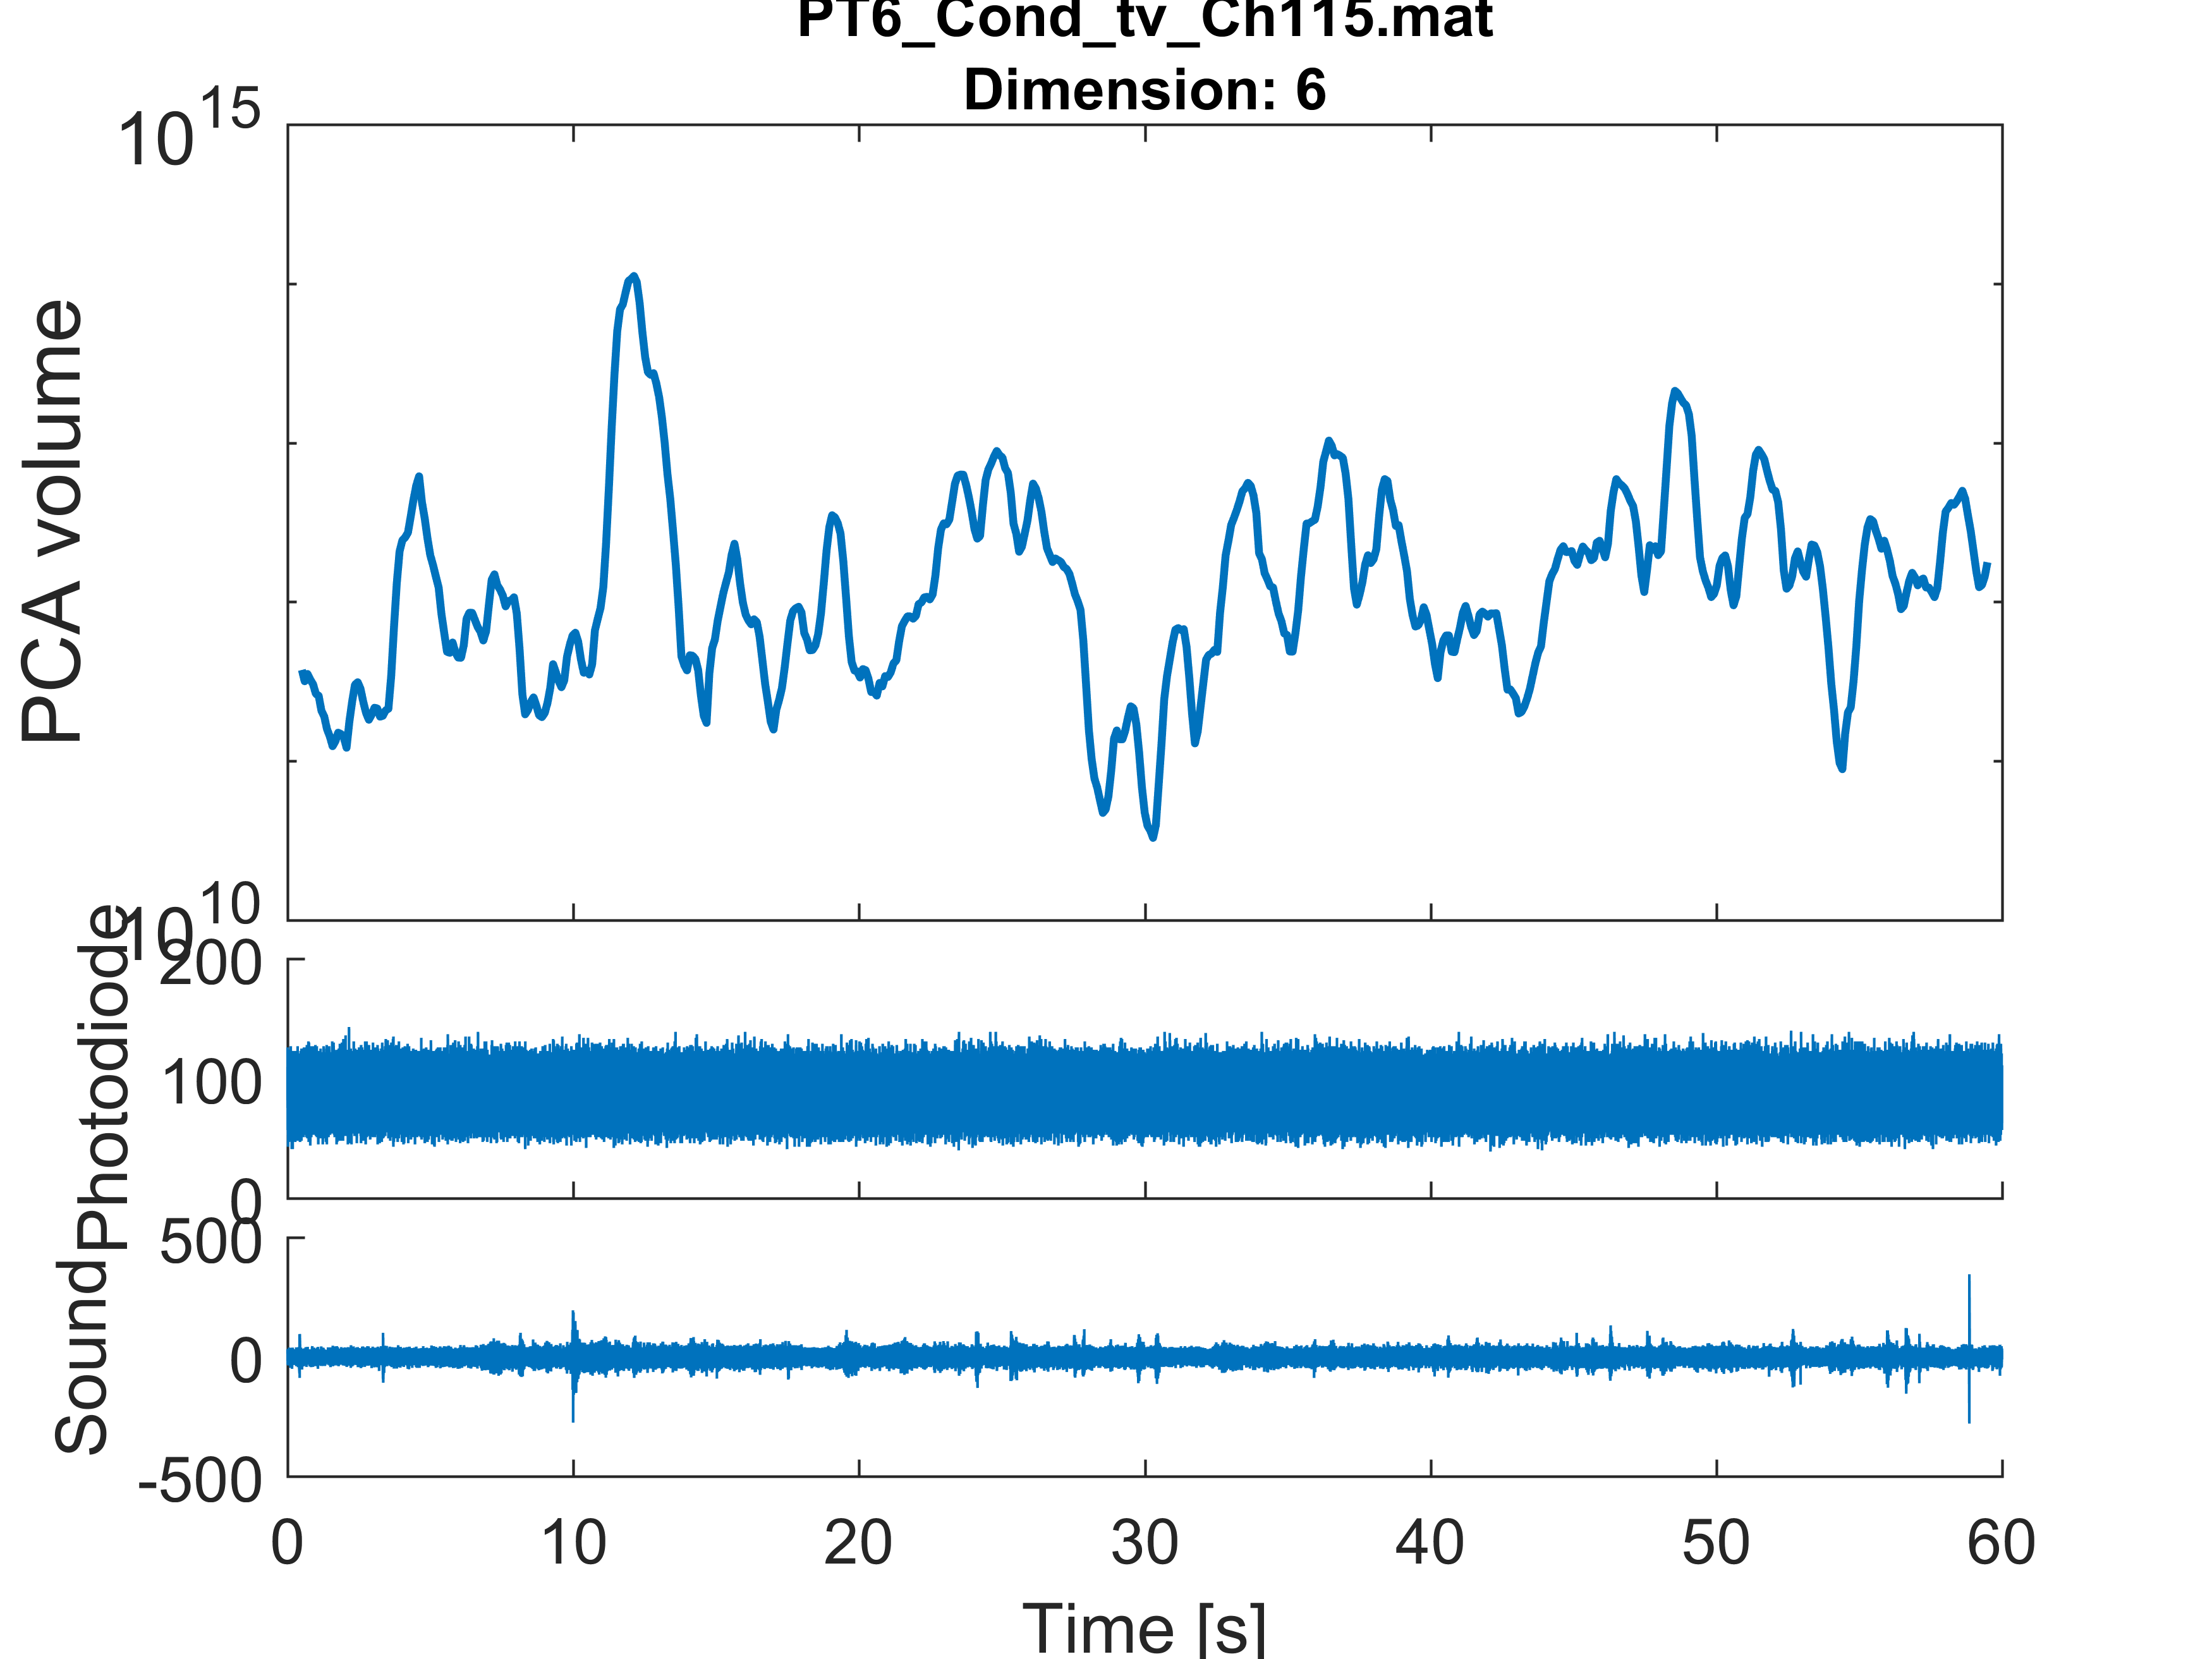 PT6_Cond_tv_Ch115.mat
Dimension: 6
10^15
PCA volume
10^10
200
Photodiode
100
0
500
Sound
0
-500
0 10 20 30 40 50 60
Time [s]